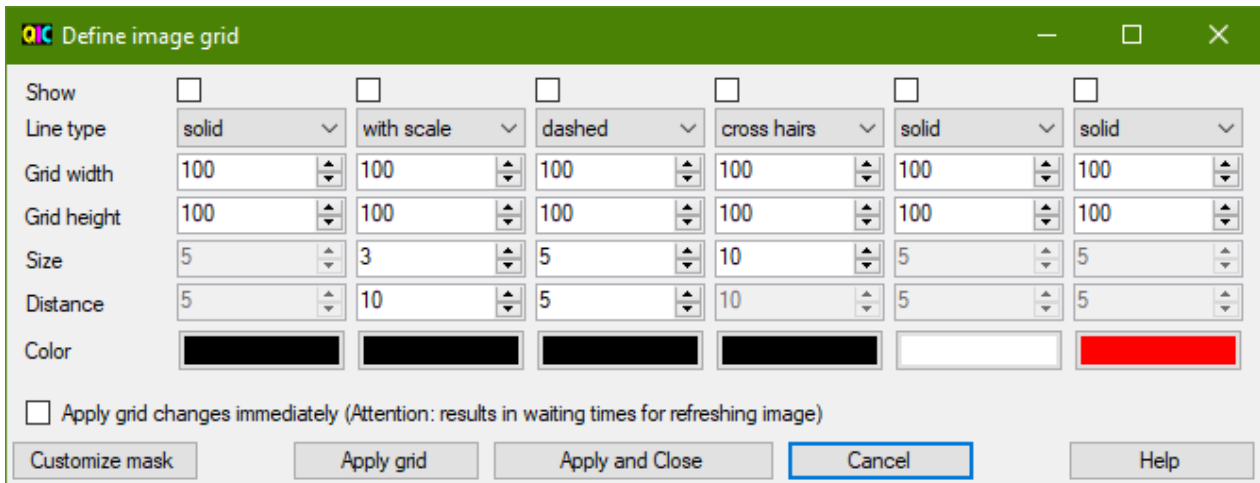 QIC Define image grid
Show
Line type solid with scale dashed cross hairs solid solid
Grid width 100 100 100 100 100 100
Grid height 100 100 100 100 100 100
Size 5 3 5 10 5 5
Distance 5 10 5 10 5 5
Color
Apply grid changes immediately (Attention: results in waiting times for refreshing image)
Customize mask Apply grid Apply and Close Cancel Help